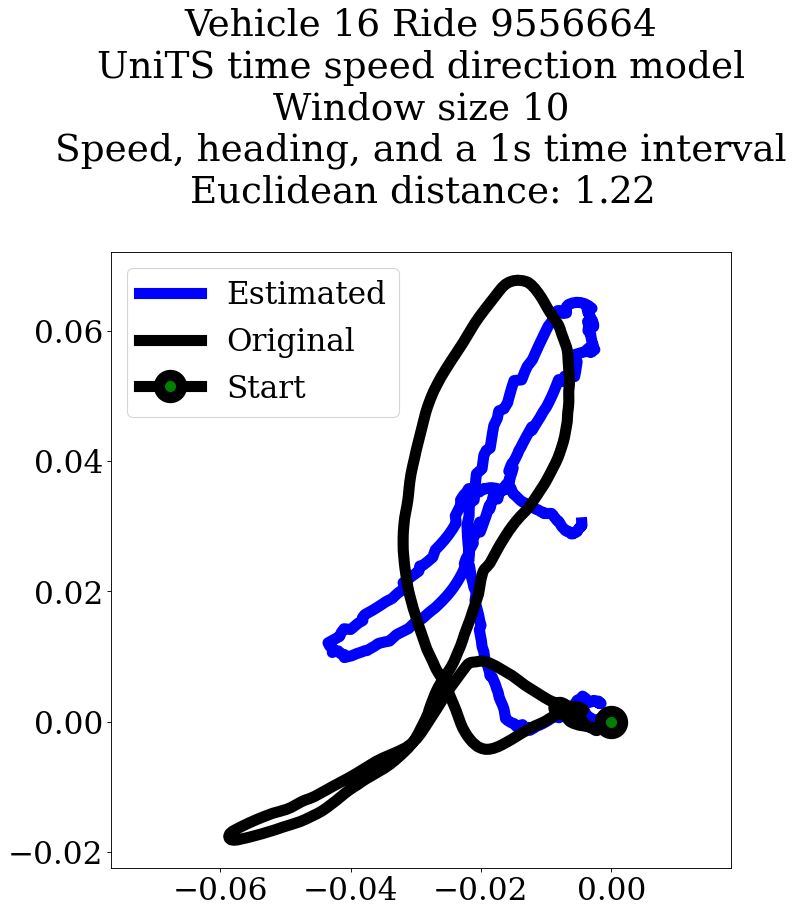 Vehicle 16 Ride 9556664
UniTS time speed direction model
Window size 10
Speed, heading, and a 1s time interval
Euclidean distance: 1.22
Estimated
Original
Start
0.06
0.04
0.02
0.00
−0.02
−0.06 −0.04 −0.02 0.00